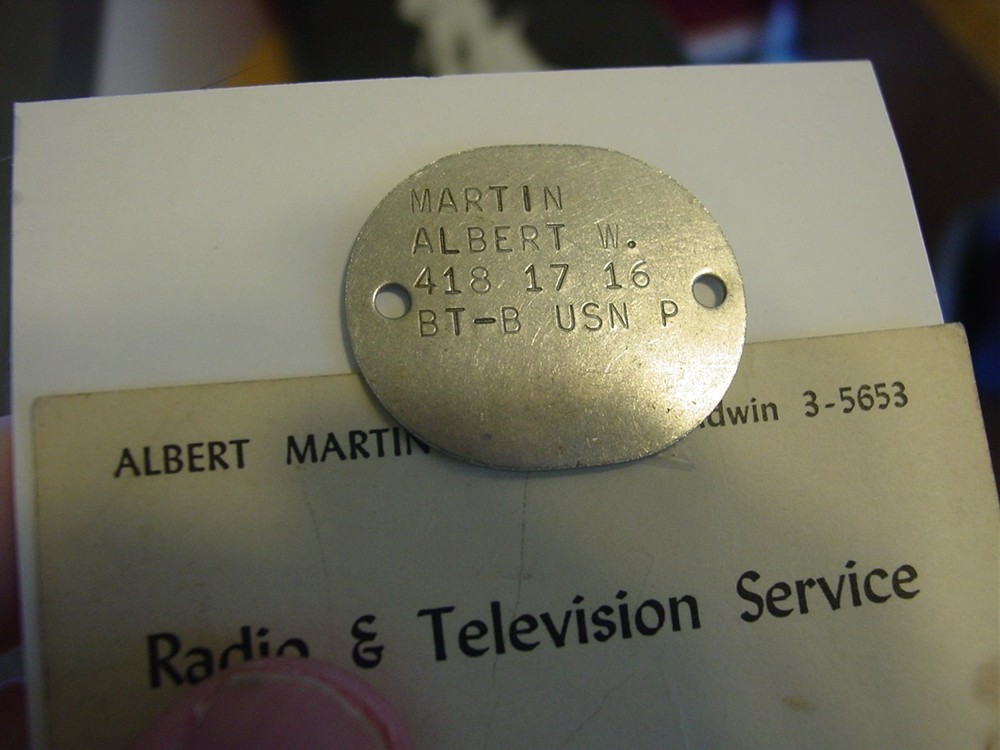 MARTIN
ALBERT W.
418 17 16
BT-B USN P
ALBERT MARTIN 3-5653
Radio & Television Service